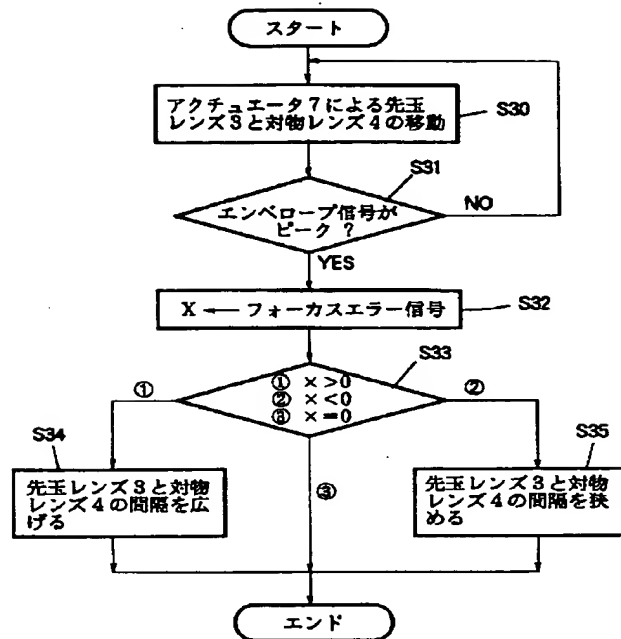 スタート
アクチュエータ7による先玉
レンズ3と対物レンズ4の移動
S30
S31
エンベロープ信号が
ピーク ?
NO
YES
X ← フォーカスエラー信号
S32
S33
① ×>0
② ×<0
③ ×=0
①
②
③
S34
先玉レンズ3と対物
レンズ4の間隔を広
げる
S35
先玉レンズ3と対物
レンズ4の間隔を狭
める
エンド